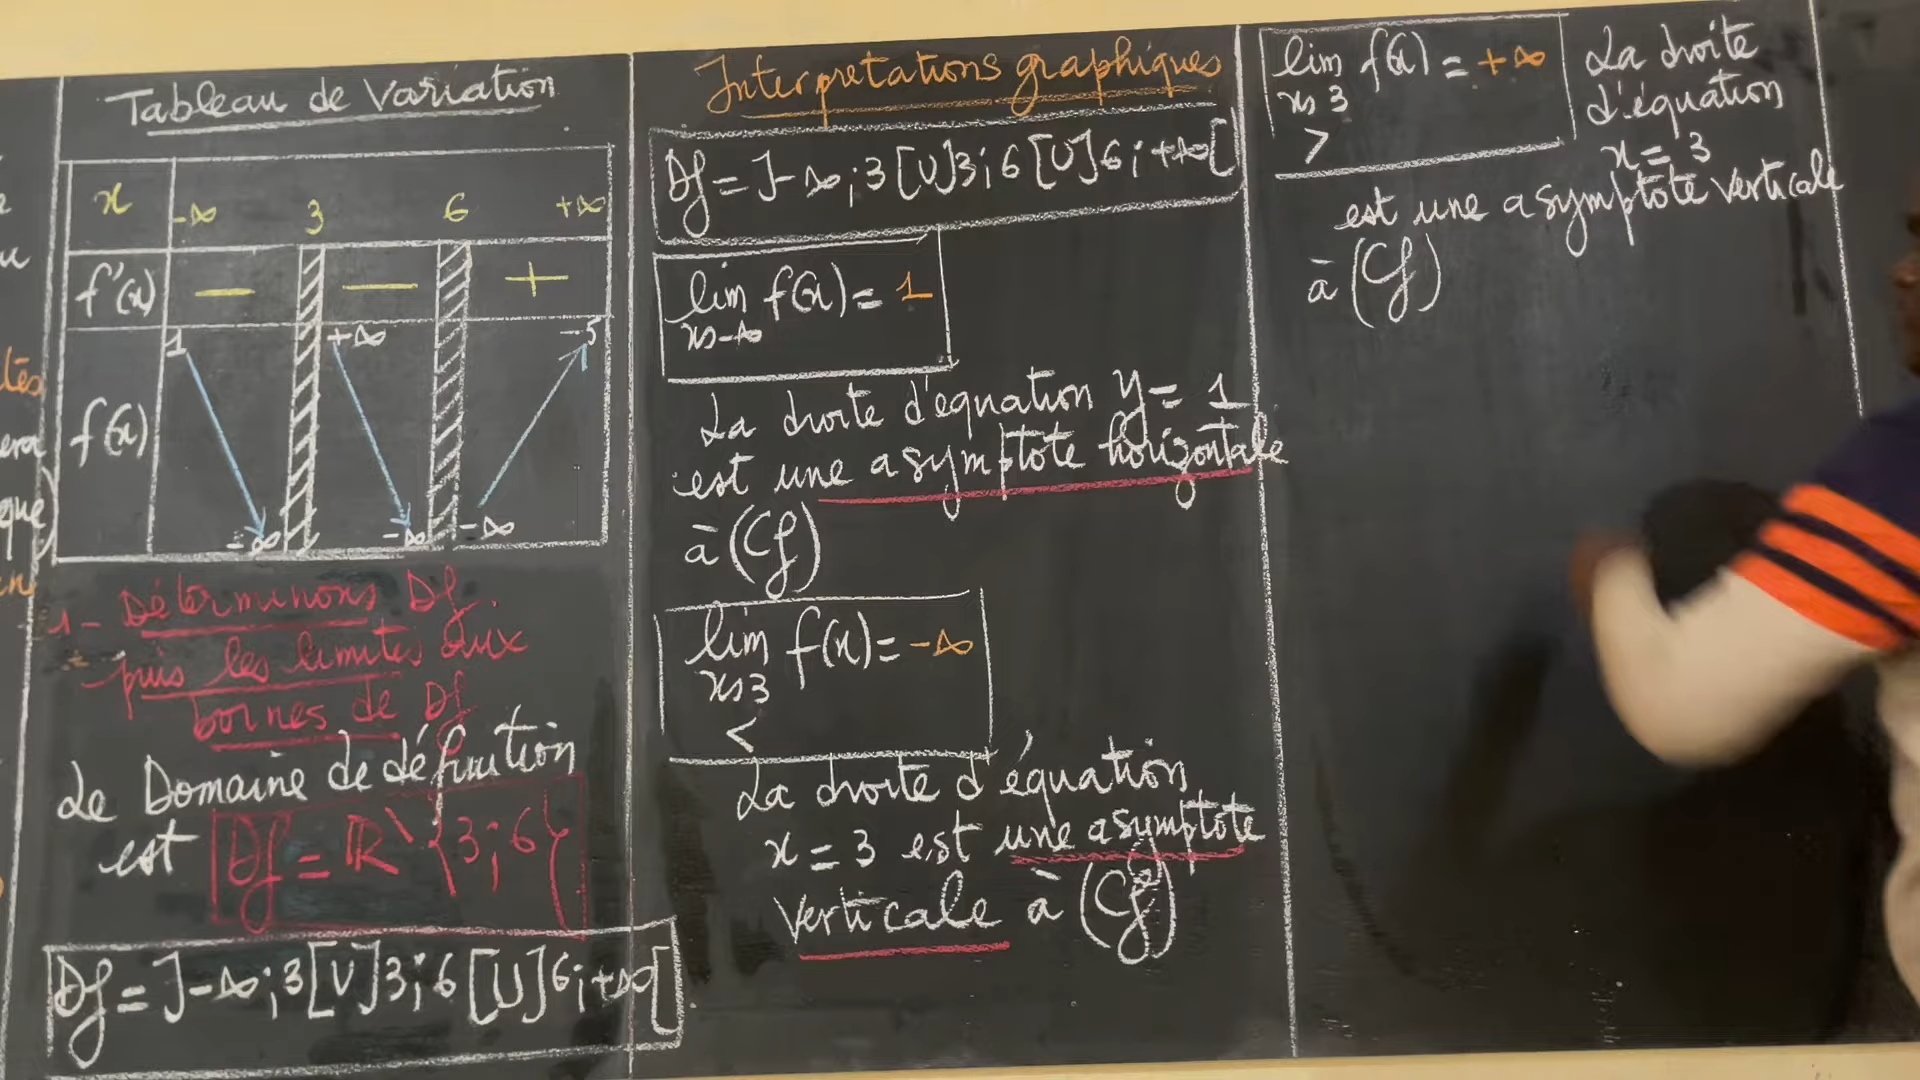 Tableau de Variation
x -∞ 3 6 +∞
f'(x) — — +
1 +∞ -5
f(x)
-∞ -∞ -∞
1- Déterminons Df.
- puis les limites aux
bornes de Df
Le Domaine de définition
est Df = ℝ \ {3;6}
Df = ]-∞;3[U]3;6[U]6;+∞[
Interpretations graphiques
Df = ]-∞;3[U]3;6[U]6;+∞[
lim f(x) = 1
x→-∞
La droite d'équation y = 1
est une asymptote horizontale
à (Cf)
lim f(x) = -∞
x→3
<
La droite d'équation
x = 3 est une asymptote
verticale à (Cf)
lim f(x) = +∞
x→3
>
La droite
d'équation
x = 3
est une asymptote verticale
à (Cf)